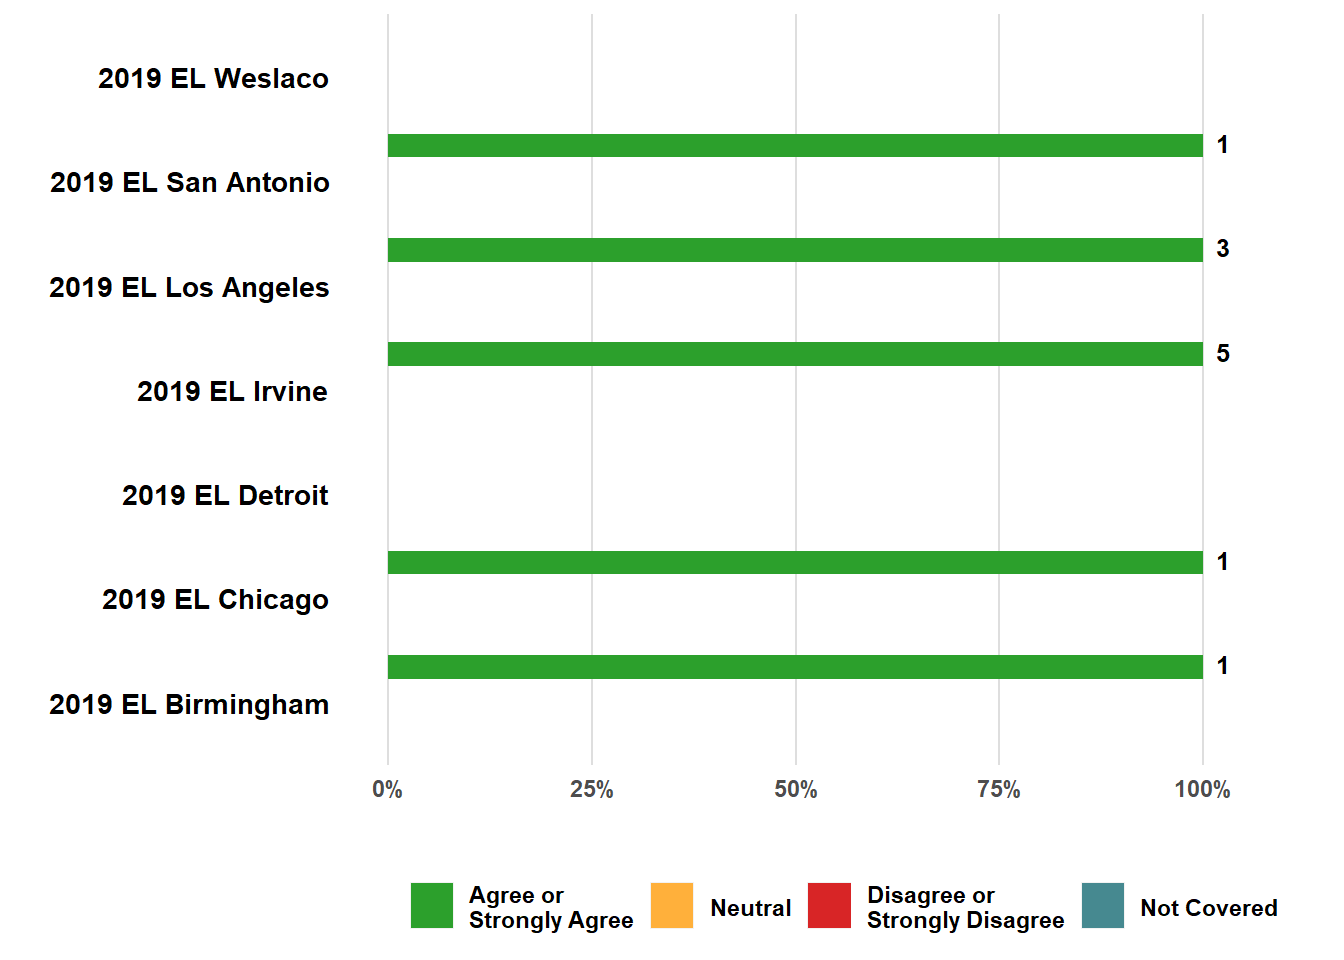 2019 EL Weslaco
1
2019 EL San Antonio
3
2019 EL Los Angeles
5
2019 EL Irvine
2019 EL Detroit
1
2019 EL Chicago
1
2019 EL Birmingham
0% 25% 50% 75% 100%
Agree or
Strongly Agree
Neutral
Disagree or
Strongly Disagree
Not Covered